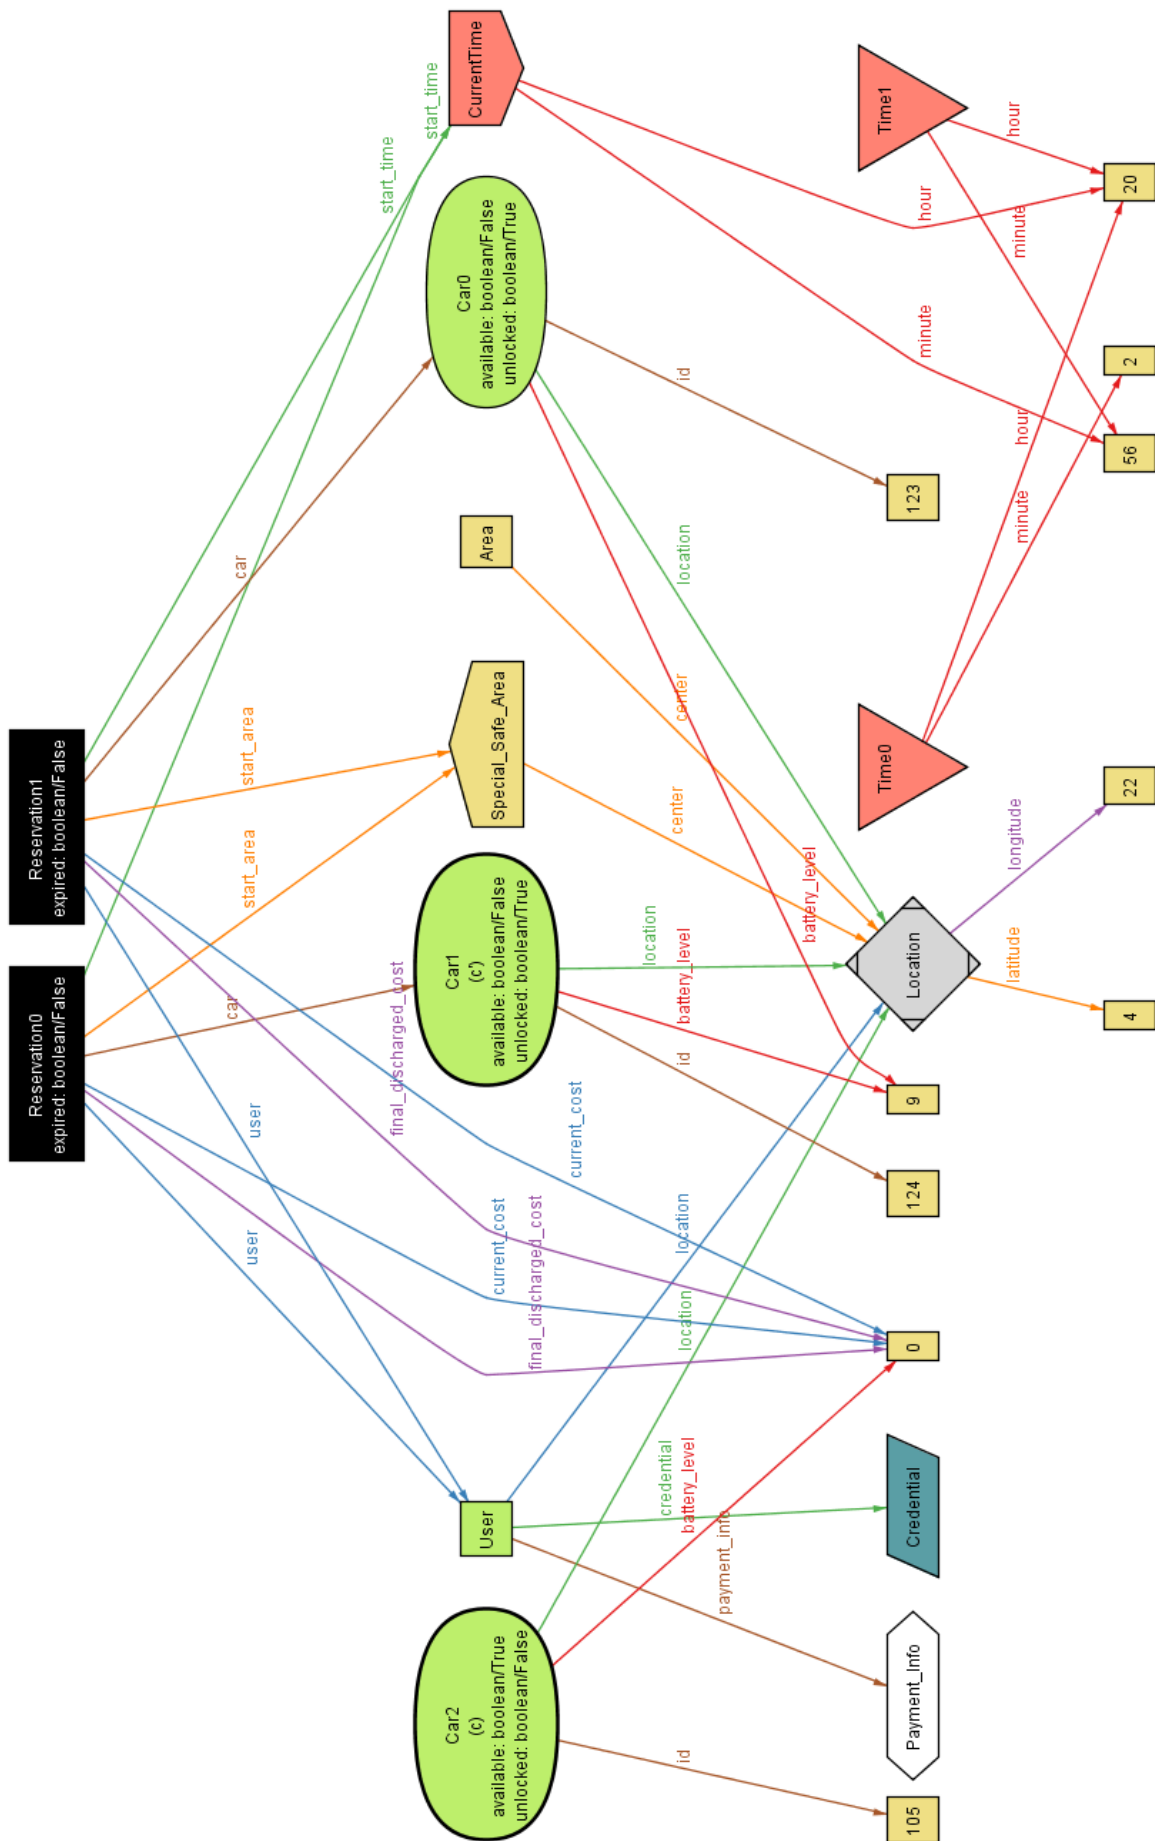 Reservation0
expired: boolean/False
Reservation1
expired: boolean/False
user
user
final_discharged_cost
current_cost
car
start_area
start_area
car
start_time
start_time
Car2
(c)
available: boolean/True
unlocked: boolean/False
User
current_cost
final_discharged_cost
Car1
(c')
available: boolean/False
unlocked: boolean/True
Special_Safe_Area
Area
Car0
available: boolean/False
unlocked: boolean/True
CurrentTime
id
payment_info
credential
battery_level
location
location
id
battery_level
location
center
center
battery_level
location
id
hour
minute
105
Payment_Info
Credential
0
124
9
Location
Time0
123
Time1
latitude
longitude
minute
hour
minute
hour
4
22
56
2
20